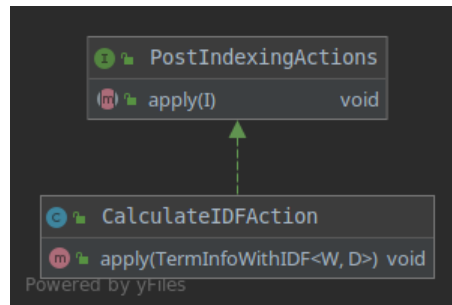 I PostIndexingActions
m apply(I) void
C CalculateIDFAction
m apply(TermInfoWithIDF<W, D>) void
Powered by yFiles